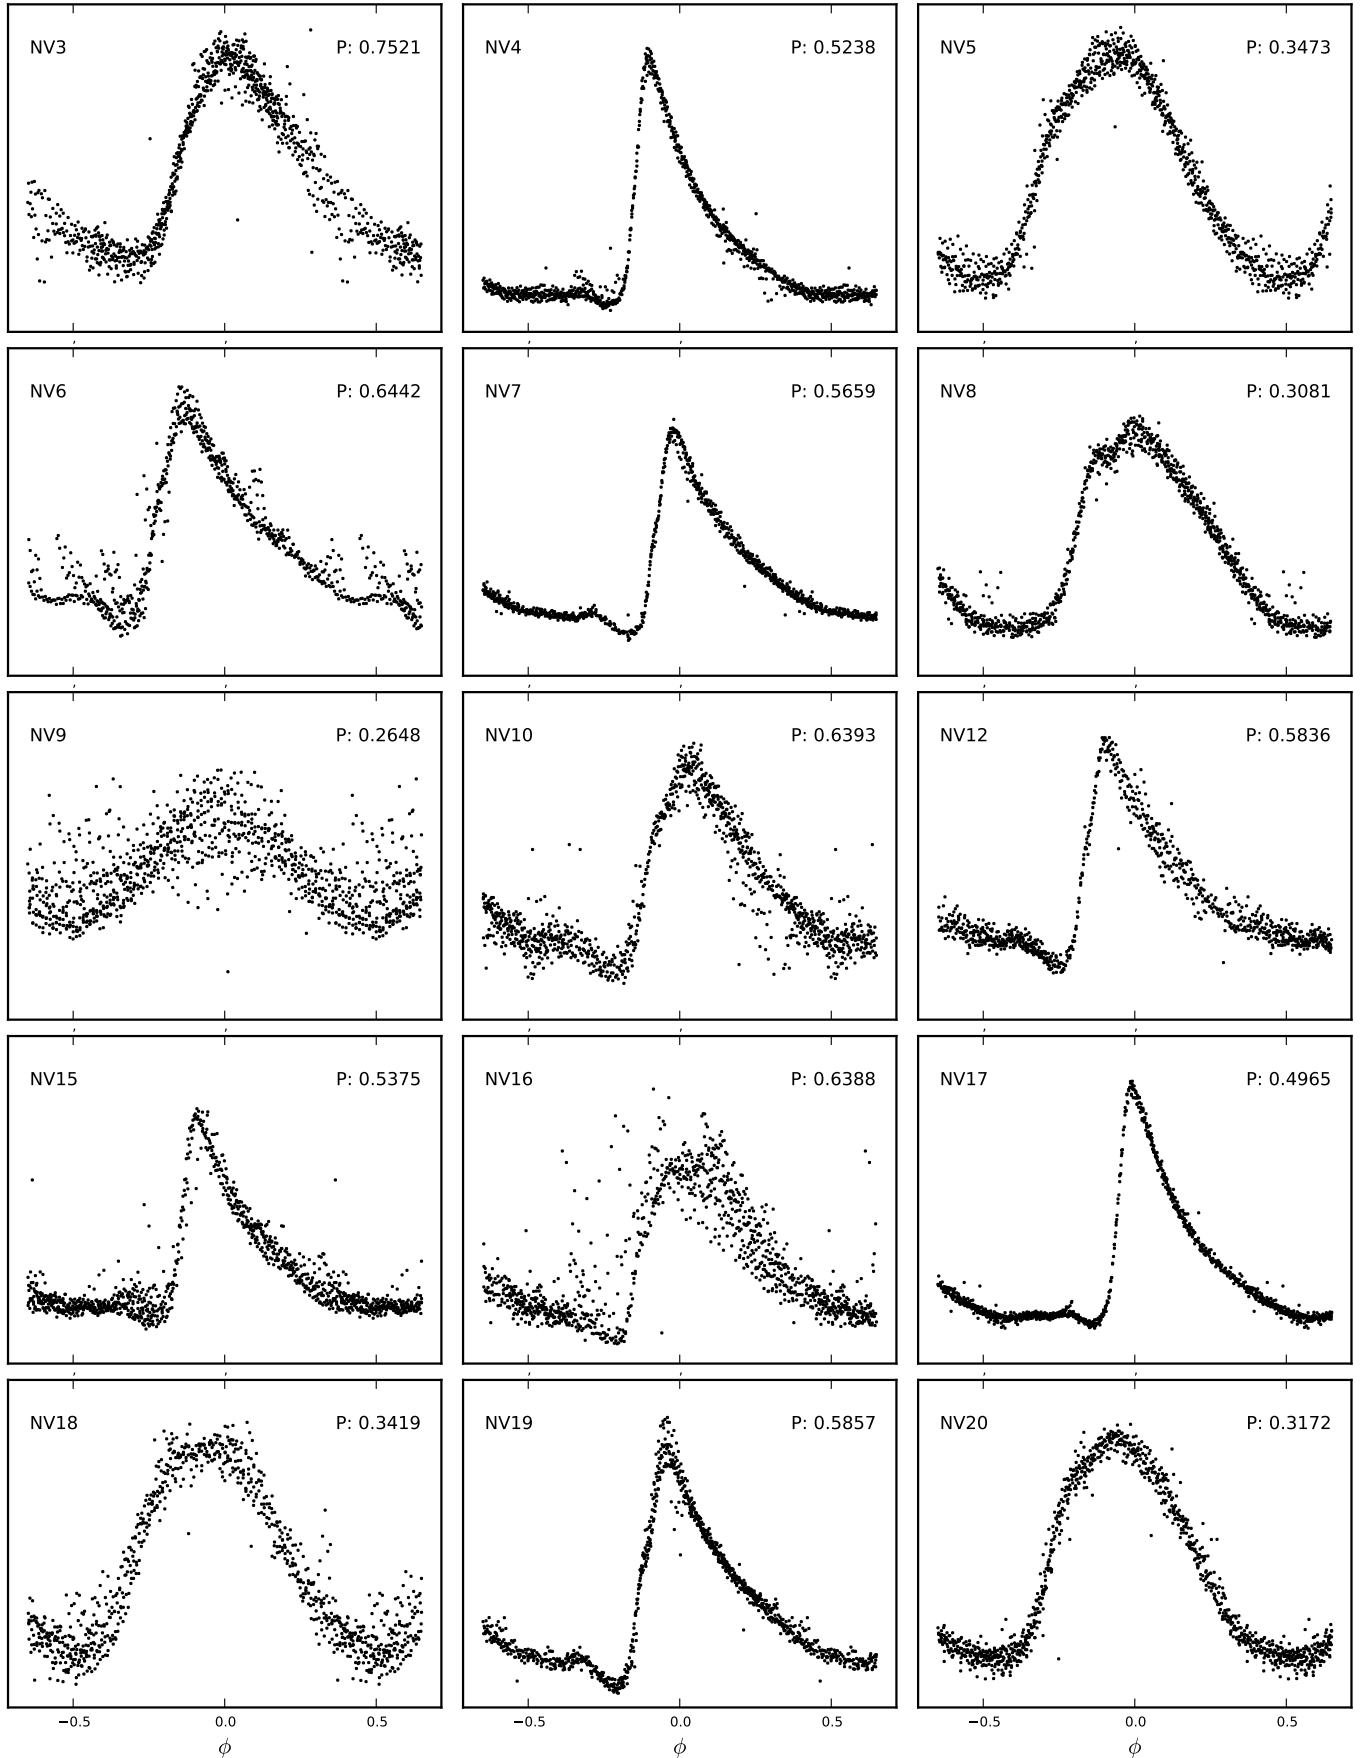 NV3 P: 0.7521
NV4 P: 0.5238
NV5 P: 0.3473
NV6 P: 0.6442
NV7 P: 0.5659
NV8 P: 0.3081
NV9 P: 0.2648
NV10 P: 0.6393
NV12 P: 0.5836
NV15 P: 0.5375
NV16 P: 0.6388
NV17 P: 0.4965
NV18 P: 0.3419
NV19 P: 0.5857
NV20 P: 0.3172
−0.5 0.0 0.5
−0.5 0.0 0.5
−0.5 0.0 0.5
ϕ
ϕ
ϕ